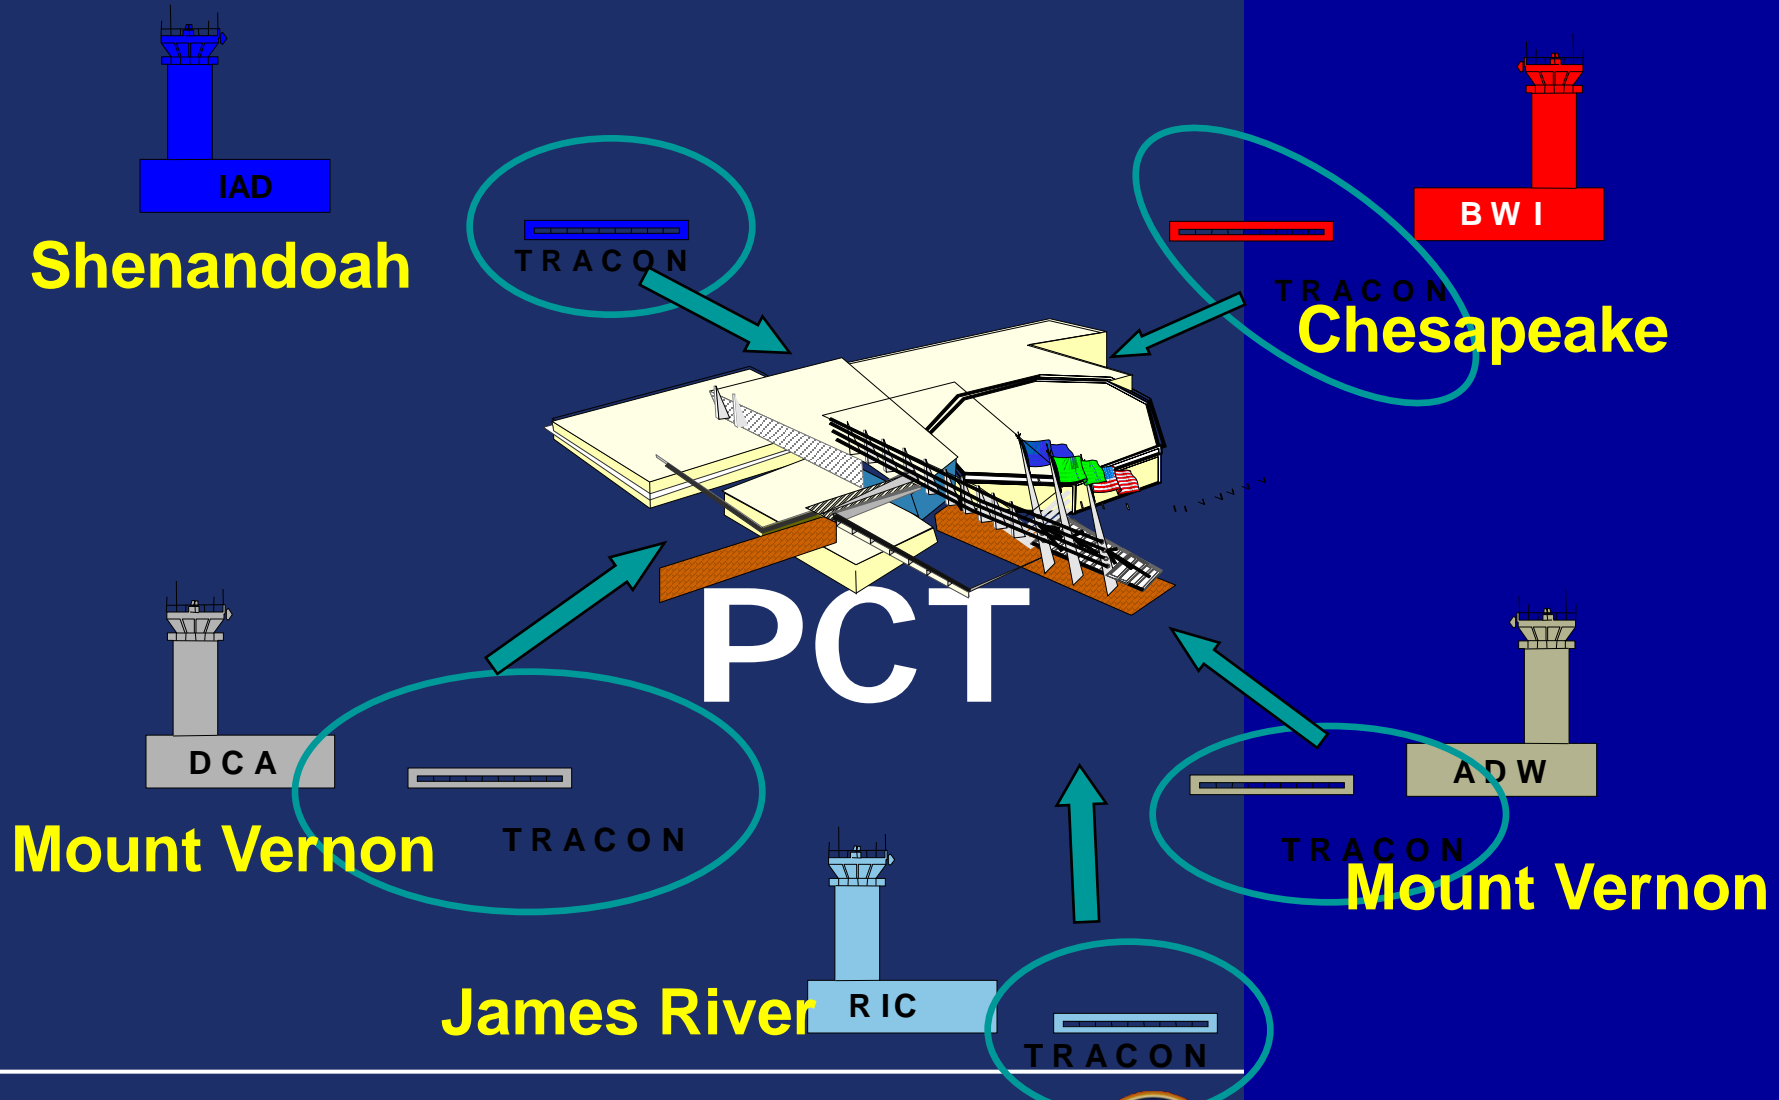 IAD
BWI
Shenandoah
TRACON
TRACON
Chesapeake
PCT
DCA
ADW
Mount Vernon
TRACON
TRACON
Mount Vernon
James River
RIC
TRACON